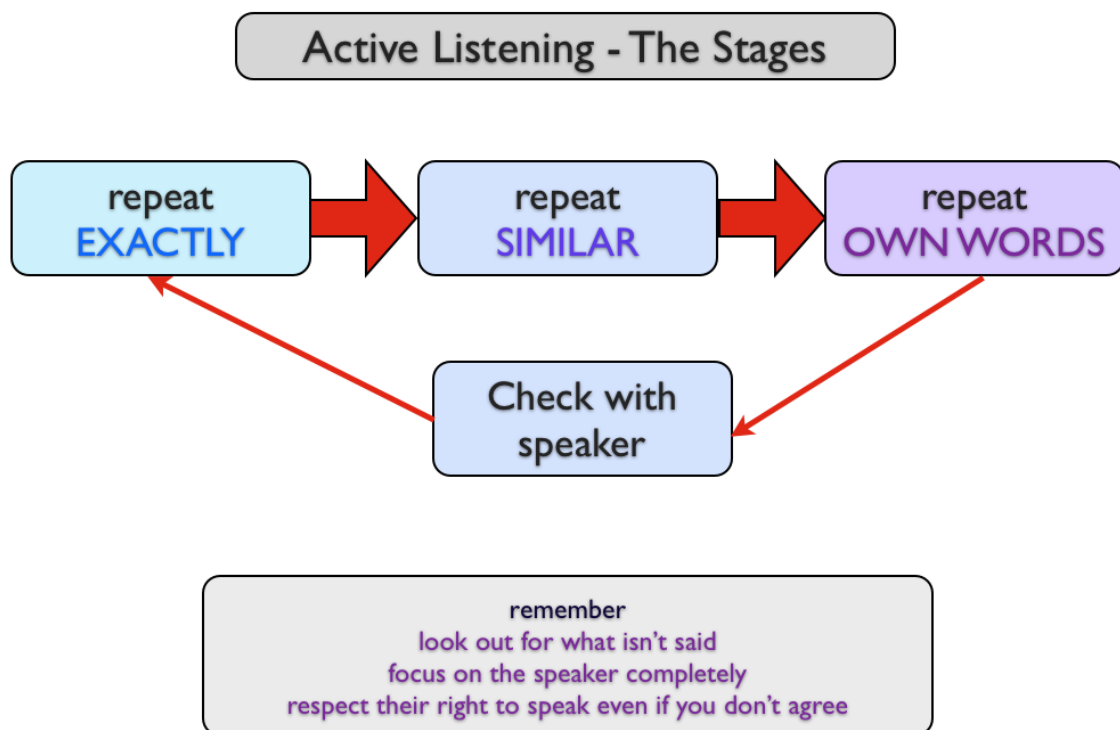 Active Listening - The Stages
repeat
EXACTLY
repeat
SIMILAR
repeat
OWN WORDS
Check with
speaker
remember
look out for what isn’t said
focus on the speaker completely
respect their right to speak even if you don’t agree